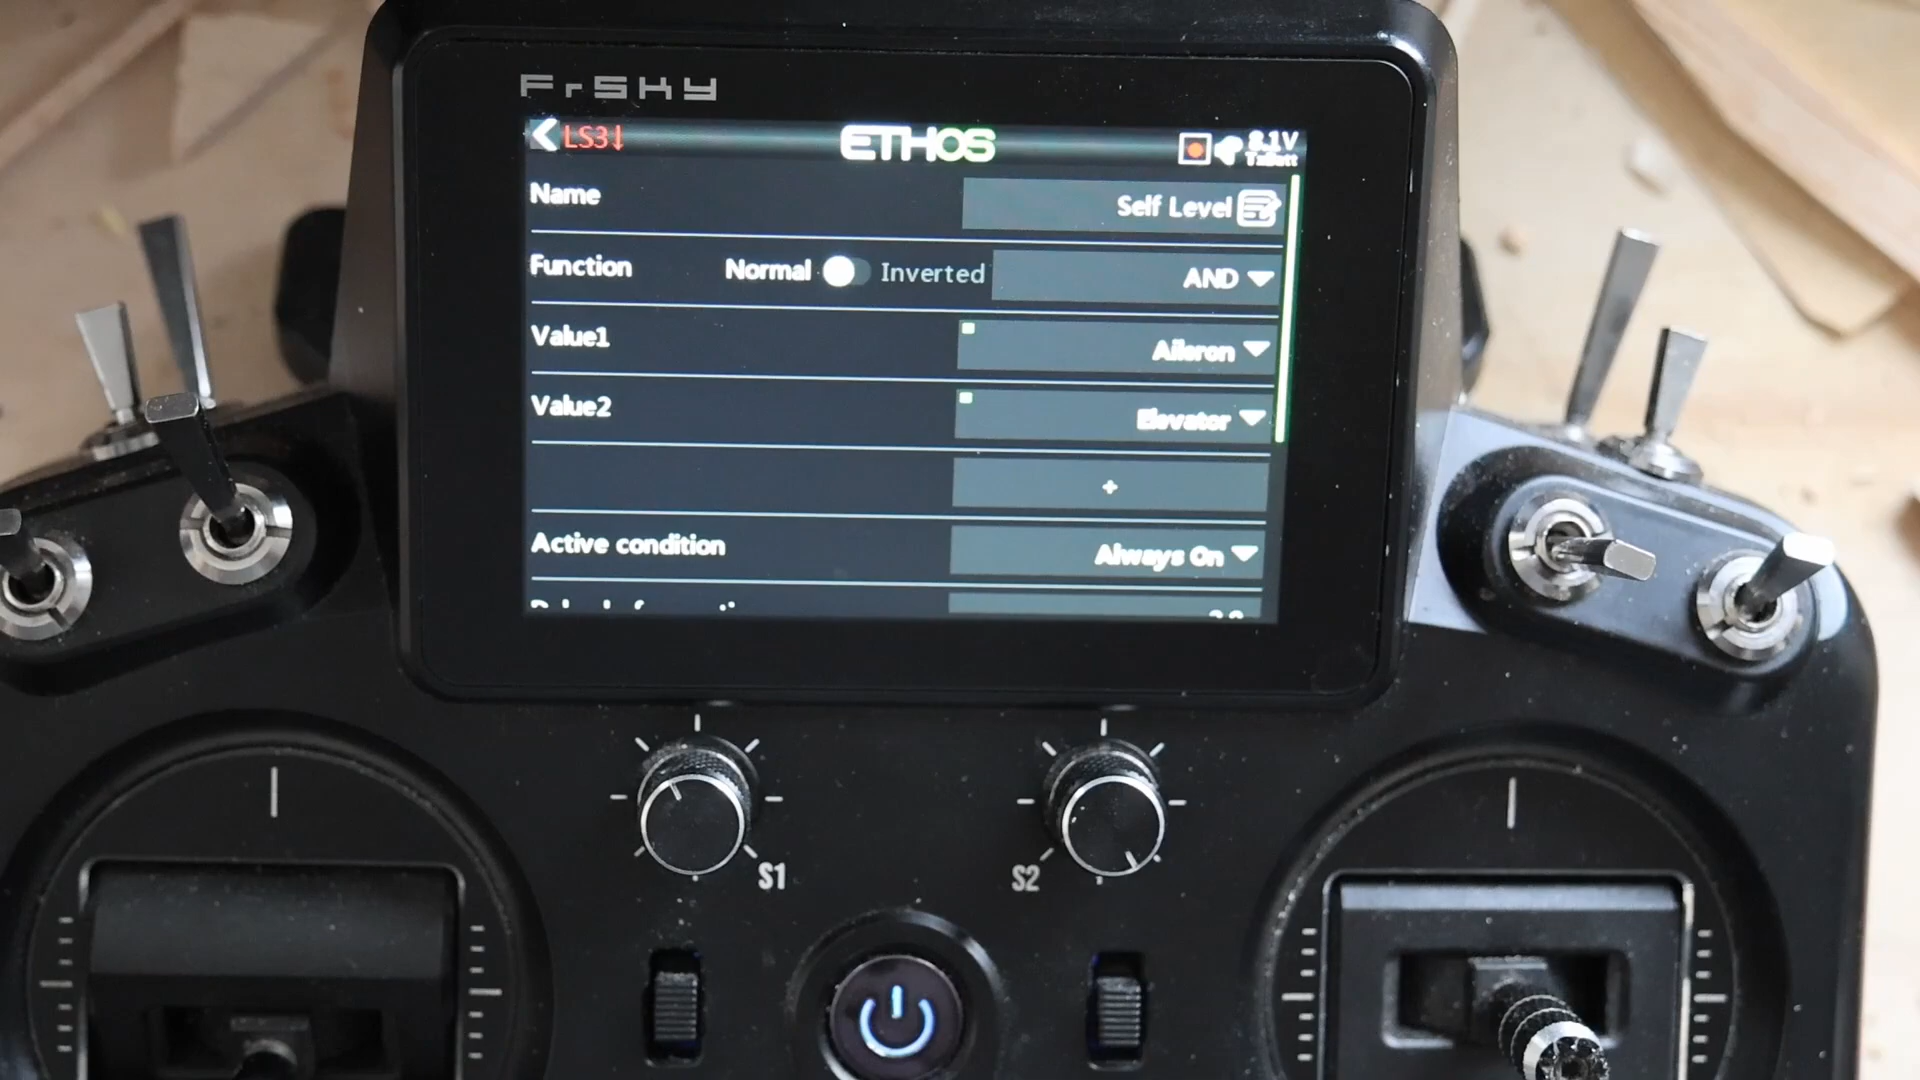 FrSKY
LS3↓ ETHOS 8.1V
TxBatt
Name Self Level
Function Normal Inverted AND
Value1 Aileron
Value2 Elevator
+
Active condition Always On
S1 S2